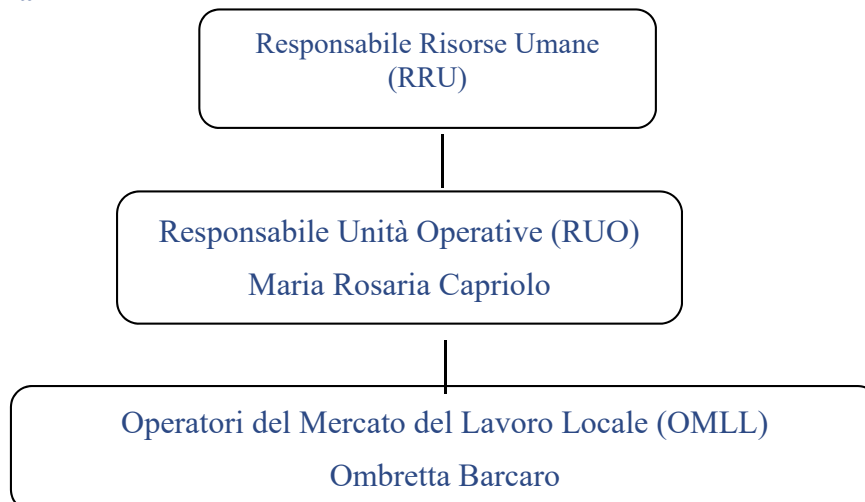 Responsabile Risorse Umane
(RRU)
Responsabile Unità Operative (RUO)
Maria Rosaria Capriolo
Operatori del Mercato del Lavoro Locale (OMLL)
Ombretta Barcaro